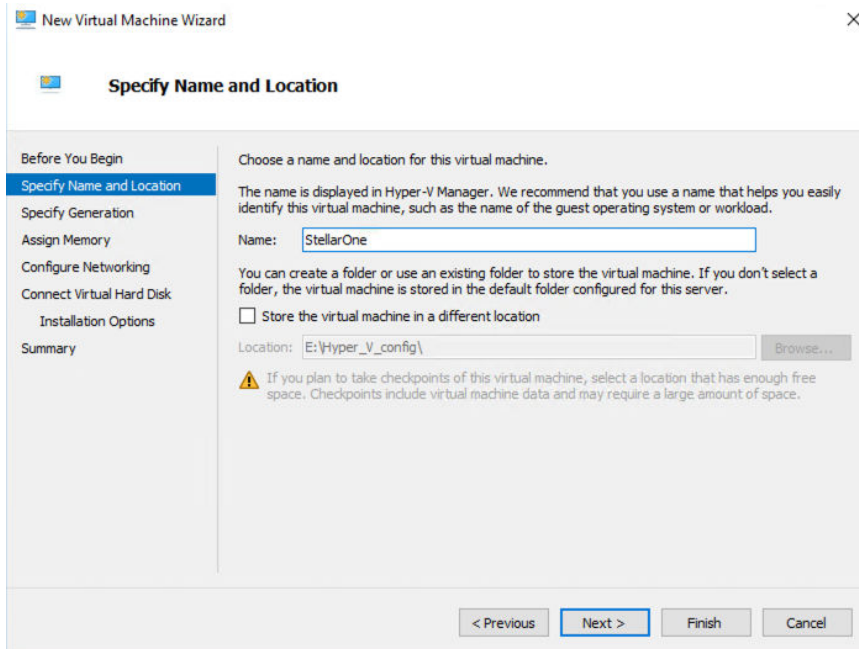 New Virtual Machine Wizard
Specify Name and Location
Before You Begin
Specify Name and Location
Specify Generation
Assign Memory
Configure Networking
Connect Virtual Hard Disk
Installation Options
Summary
Choose a name and location for this virtual machine.
The name is displayed in Hyper-V Manager. We recommend that you use a name that helps you easily
identify this virtual machine, such as the name of the guest operating system or workload.
Name: StellarOne
You can create a folder or use an existing folder to store the virtual machine. If you don't select a
folder, the virtual machine is stored in the default folder configured for this server.
Store the virtual machine in a different location
Location: E:\Hyper_V_config\ Browse...
If you plan to take checkpoints of this virtual machine, select a location that has enough free
space. Checkpoints include virtual machine data and may require a large amount of space.
< Previous Next > Finish Cancel